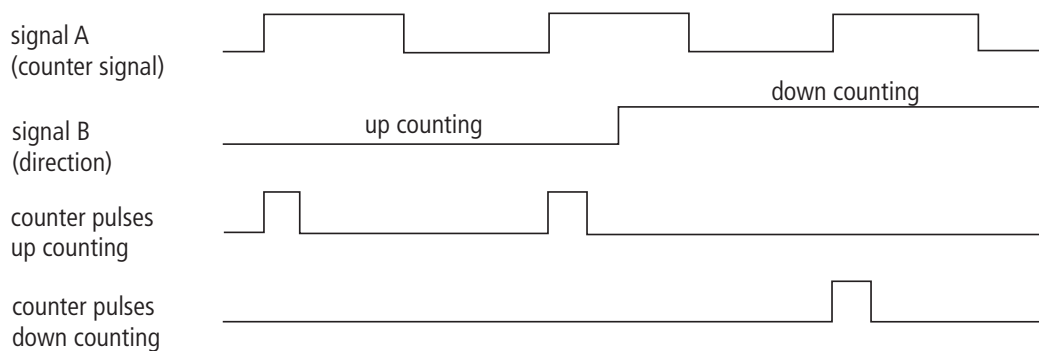 signal A
(counter signal)
down counting
signal B
(direction)
up counting
counter pulses
up counting
counter pulses
down counting